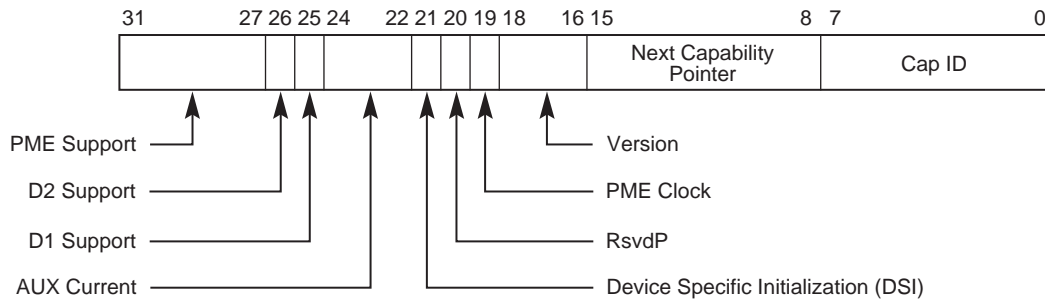 31 27 26 25 24 22 21 20 19 18 16 15 8 7 0
Next Capability
Pointer
Cap ID
PME Support
Version
D2 Support
PME Clock
D1 Support
RsvdP
AUX Current
Device Specific Initialization (DSI)